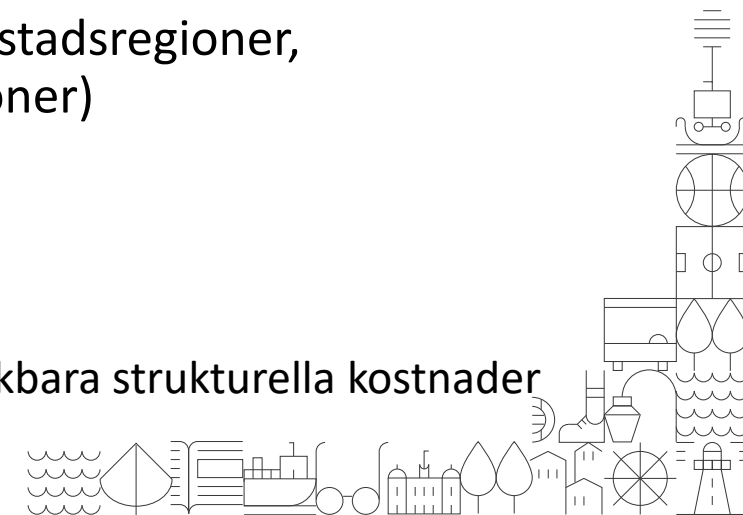 stadsregioner,
oner)
kbara strukturella kostnader